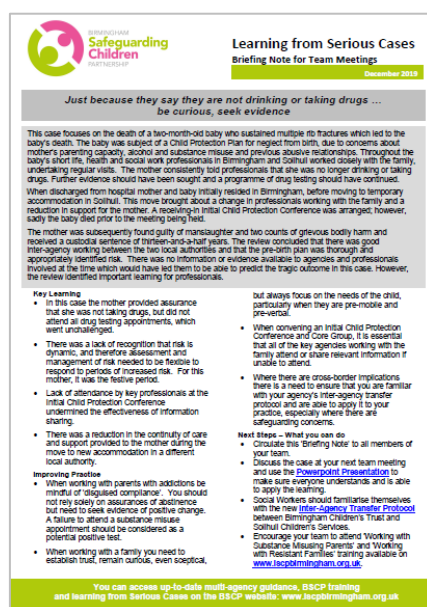 BIRMINGHAM
Safeguarding
Children
PARTNERSHIP
Learning from Serious Cases
Briefing Note for Team Meetings
December 2019
Just because they say they are not drinking or taking drugs …
be curious, seek evidence
This case focuses on the death of a two-month-old baby who sustained multiple rib fractures which led to the
baby's death. The baby was subject of a Child Protection Plan for neglect from birth, due to concerns about
mother's parenting capacity, alcohol and substance misuse and previous abusive relationships. Throughout the
baby's short life, health and social work professionals in Birmingham and Solihull worked closely with the family,
undertaking regular visits. The mother consistently told professionals that she was no longer drinking or taking
drugs. Further evidence should have been sought and a programme of drug testing should have continued.
When discharged from hospital mother and baby initially resided in Birmingham, before moving to temporary
accommodation in Solihull. This move brought about a change in professionals working with the family and a
reduction in support for the mother. A receiving-in Initial Child Protection Conference was arranged; however,
sadly the baby died prior to the meeting being held.
The mother was subsequently found guilty of manslaughter and two counts of grievous bodily harm and
received a custodial sentence of thirteen-and-a-half years. The review concluded that there was good
inter-agency working between the two local authorities and that the pre-birth plan was thorough and
appropriately identified risk. There was no information or evidence available to agencies and professionals
involved at the time which would have led them to be able to predict the tragic outcome in this case. However,
the review identified important learning for professionals.
Key Learning
• In this case the mother provided assurance
that she was not taking drugs, but did not
attend all drug testing appointments, which
went unchallenged.
• There was a lack of recognition that risk is
dynamic, and therefore assessment and
management of risk needed to be flexible to
respond to periods of increased risk. For this
mother, it was the festive period.
• Lack of attendance by key professionals at the
Initial Child Protection Conference
undermined the effectiveness of information
sharing.
• There was a reduction in the continuity of care
and support provided to the mother during the
move to new accommodation in a different
local authority.
Improving Practice
• When working with parents with addictions be
mindful of 'disguised compliance'. You should
not rely solely on assurances of abstinence
but need to seek evidence of positive change.
A failure to attend a substance misuse
appointment should be considered as a
potential positive test.
• When working with a family you need to
establish trust, remain curious, even sceptical,
but always focus on the needs of the child,
particularly when they are pre-mobile and
pre-verbal.
• When convening an Initial Child Protection
Conference and Core Group, it is essential
that all of the key agencies working with the
family attend or share relevant information if
unable to attend.
• Where there are cross-border implications
there is a need to ensure that you are familiar
with your agency's inter-agency transfer
protocol and are able to apply it to your
practice, especially where there are
safeguarding concerns.
Next Steps – What you can do
• Circulate this 'Briefing Note' to all members of
your team.
• Discuss the case at your next team meeting
and use the Powerpoint Presentation to
make sure everyone understands and is able
to apply the learning.
• Social Workers should familiarise themselves
with the new Inter-Agency Transfer Protocol
between Birmingham Children's Trust and
Solihull Children's Services.
• Encourage your team to attend 'Working with
Substance Misusing Parents' and 'Working
with Resistant Families' training available on
www.lscpbirmingham.org.uk.
You can access up-to-date multi-agency guidance, BSCP training
and learning from Serious Cases on the BSCP website: www.lscpbirmingham.org.uk